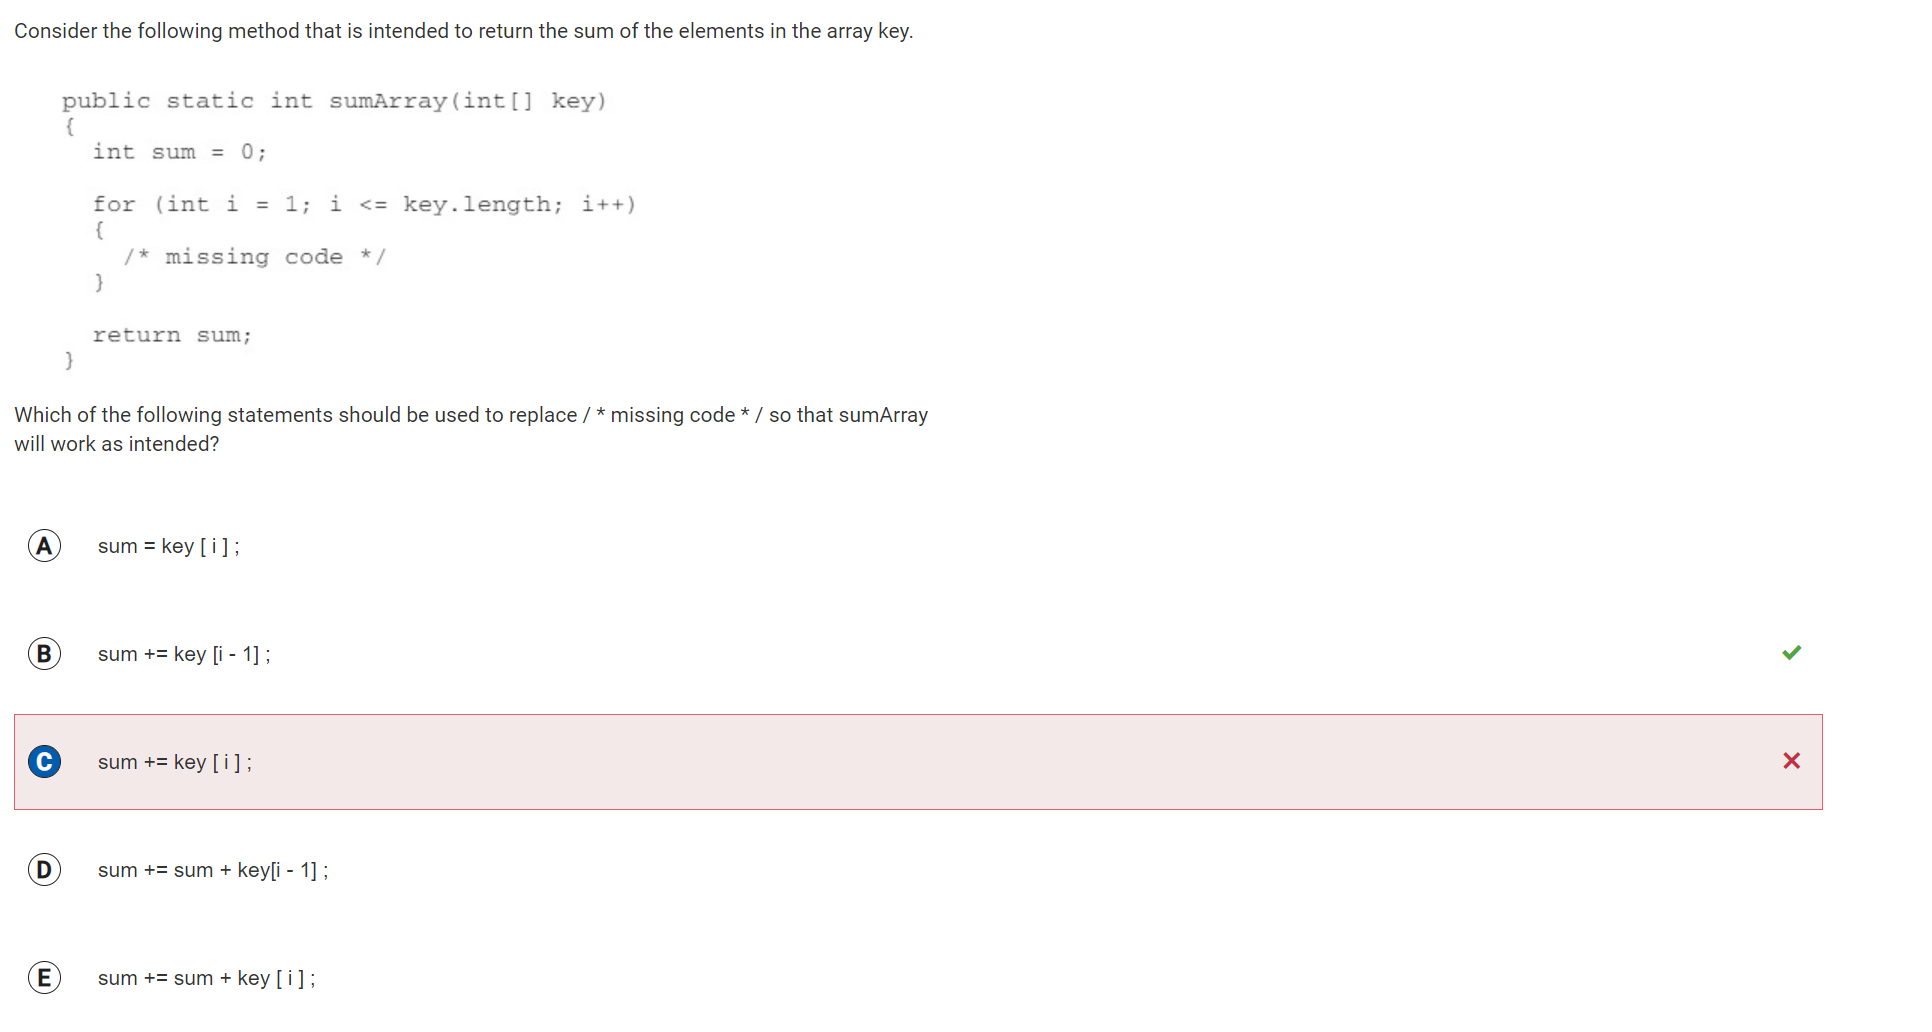 Consider the following method that is intended to return the sum of the elements in the array key.
public static int sumArray(int[] key)
{
int sum = 0;
for (int i = 1; i <= key.length; i++)
{
/* missing code */
}
return sum;
}
Which of the following statements should be used to replace / * missing code * / so that sumArray
will work as intended?
A sum = key [ i ] ;
B sum += key [i - 1] ;
C sum += key [ i ] ;
D sum += sum + key[i - 1] ;
E sum += sum + key [ i ] ;